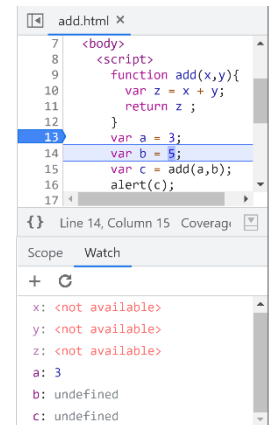 add.html ×
7 <body>
8 <script>
9 function add(x,y){
10 var z = x + y;
11 return z ;
12 }
13 var a = 3;
14 var b = 5;
15 var c = add(a,b);
16 alert(c);
17
{} Line 14, Column 15 Coverag
Scope Watch
x: <not available>
y: <not available>
z: <not available>
a: 3
b: undefined
c: undefined